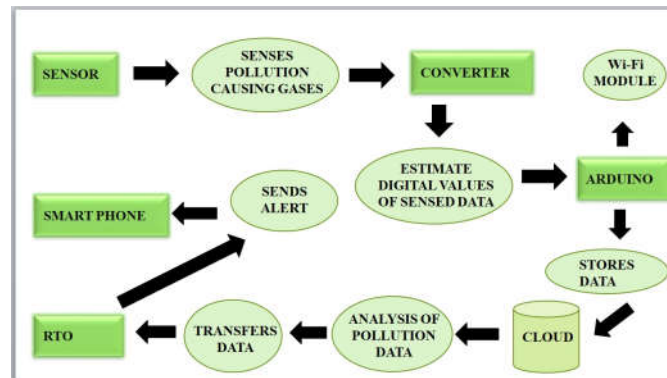 SENSOR
SENSES
POLLUTION
CAUSING GASES
CONVERTER
Wi-Fi
MODULE
ESTIMATE
DIGITAL VALUES
OF SENSED DATA
ARDUINO
SENDS
ALERT
SMART PHONE
STORES
DATA
RTO
TRANSFERS
DATA
ANALYSIS OF
POLLUTION
DATA
CLOUD